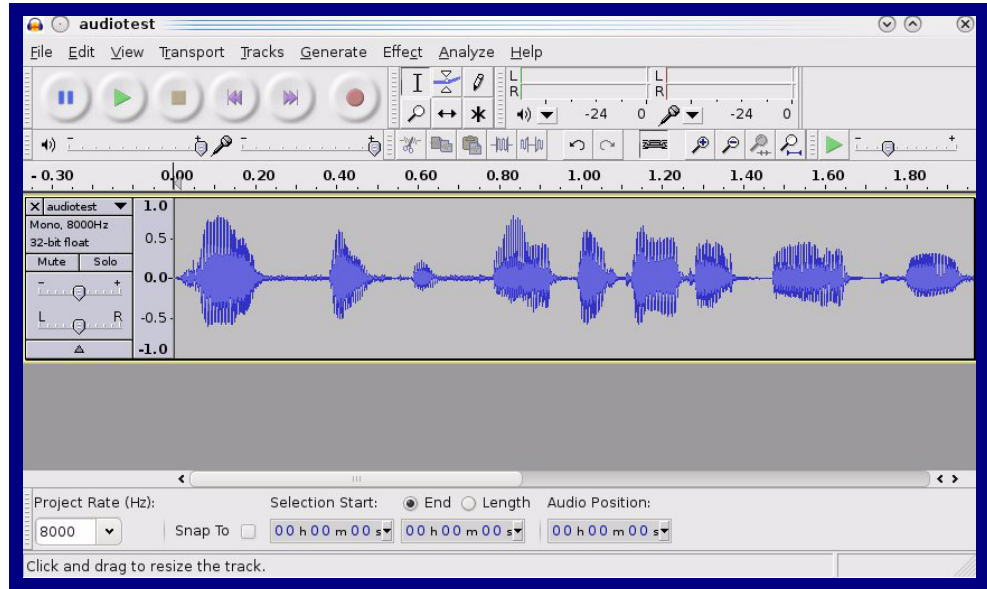 audiotest
File Edit View Transport Tracks Generate Effect Analyze Help
L
R
-24 0
L
R
-24 0
- +
- +
- +
- 0.30 0.00 0.20 0.40 0.60 0.80 1.00 1.20 1.40 1.60 1.80
X audiotest
Mono, 8000Hz
32-bit float
Mute Solo
- +
L R
1.0
0.5
0.0
-0.5
-1.0
Project Rate (Hz): Selection Start: End Length Audio Position:
8000 Snap To 00 h 00 m 00 s 00 h 00 m 00 s 00 h 00 m 00 s
Click and drag to resize the track.